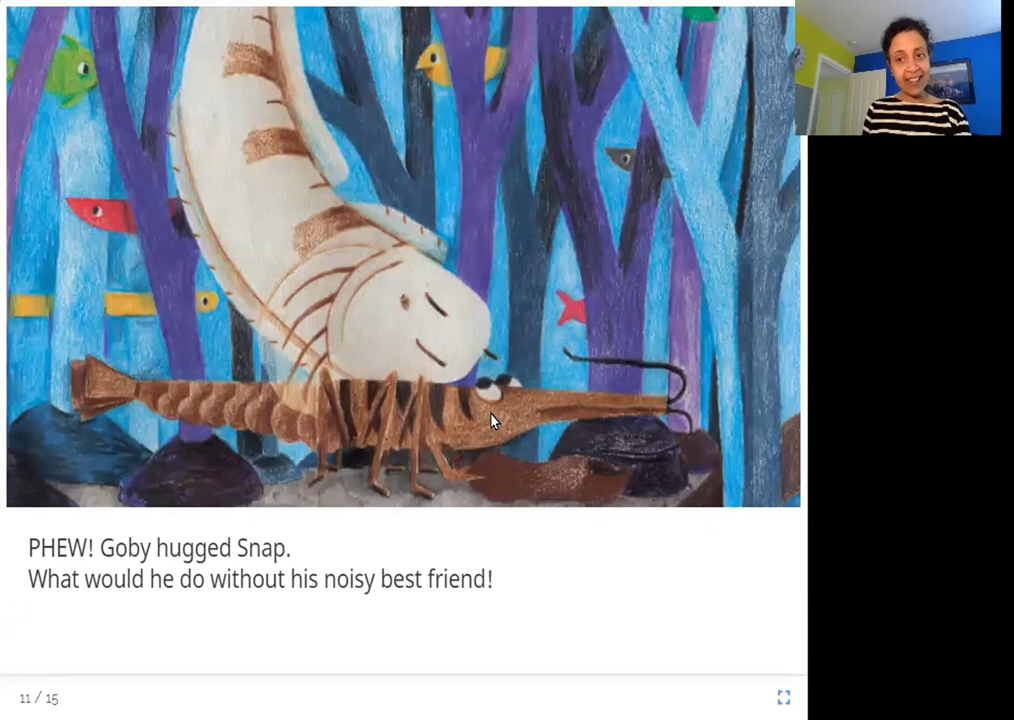 PHEW! Goby hugged Snap.
What would he do without his noisy best friend!
11 / 15